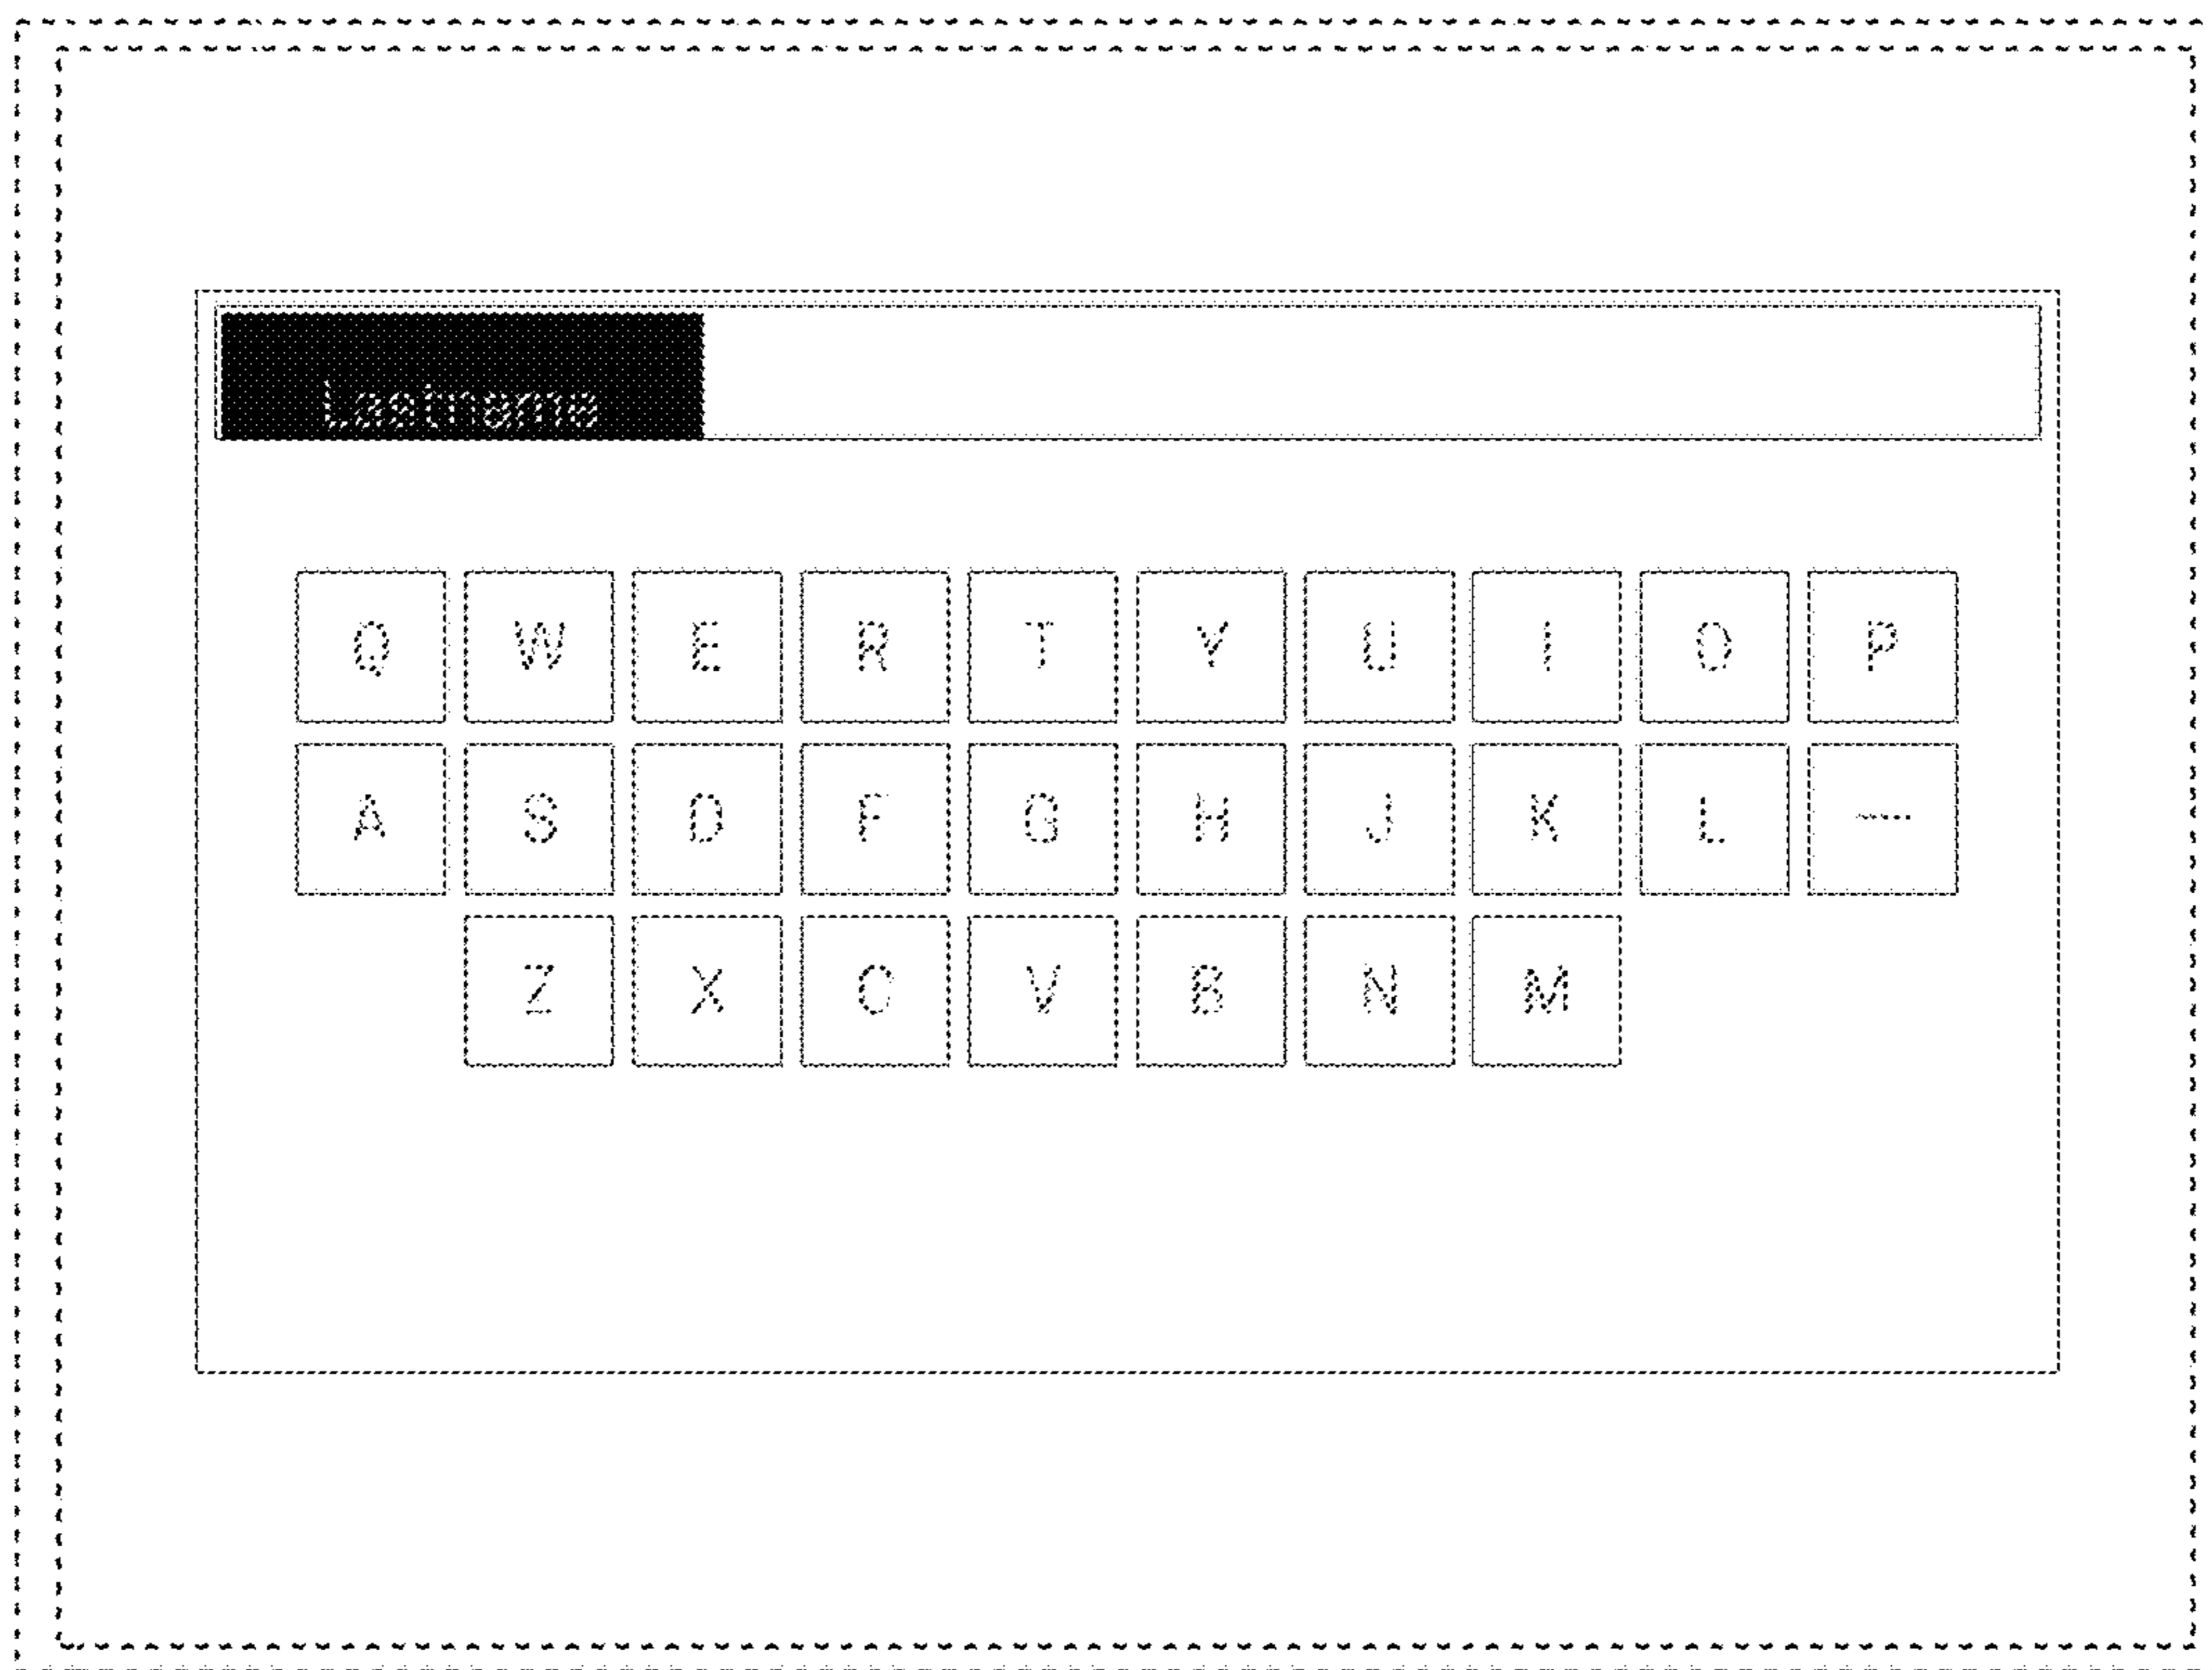 Lastname
Q W E R T Y U I O P
A S D F G H J K L —
Z X C V B N M